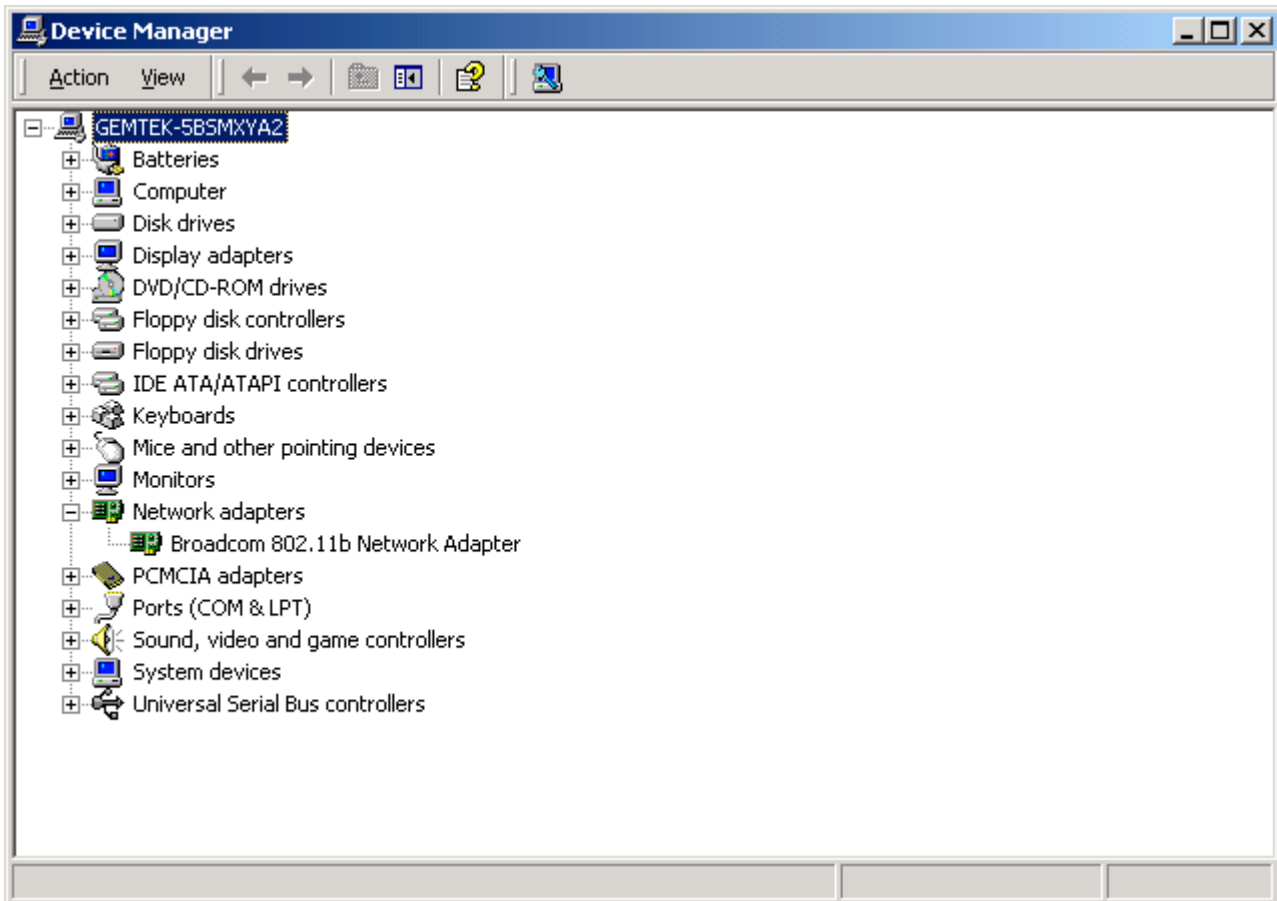 Device Manager
Action View
GEMTEK-5BSMXYA2
Batteries
Computer
Disk drives
Display adapters
DVD/CD-ROM drives
Floppy disk controllers
Floppy disk drives
IDE ATA/ATAPI controllers
Keyboards
Mice and other pointing devices
Monitors
Network adapters
Broadcom 802.11b Network Adapter
PCMCIA adapters
Ports (COM & LPT)
Sound, video and game controllers
System devices
Universal Serial Bus controllers